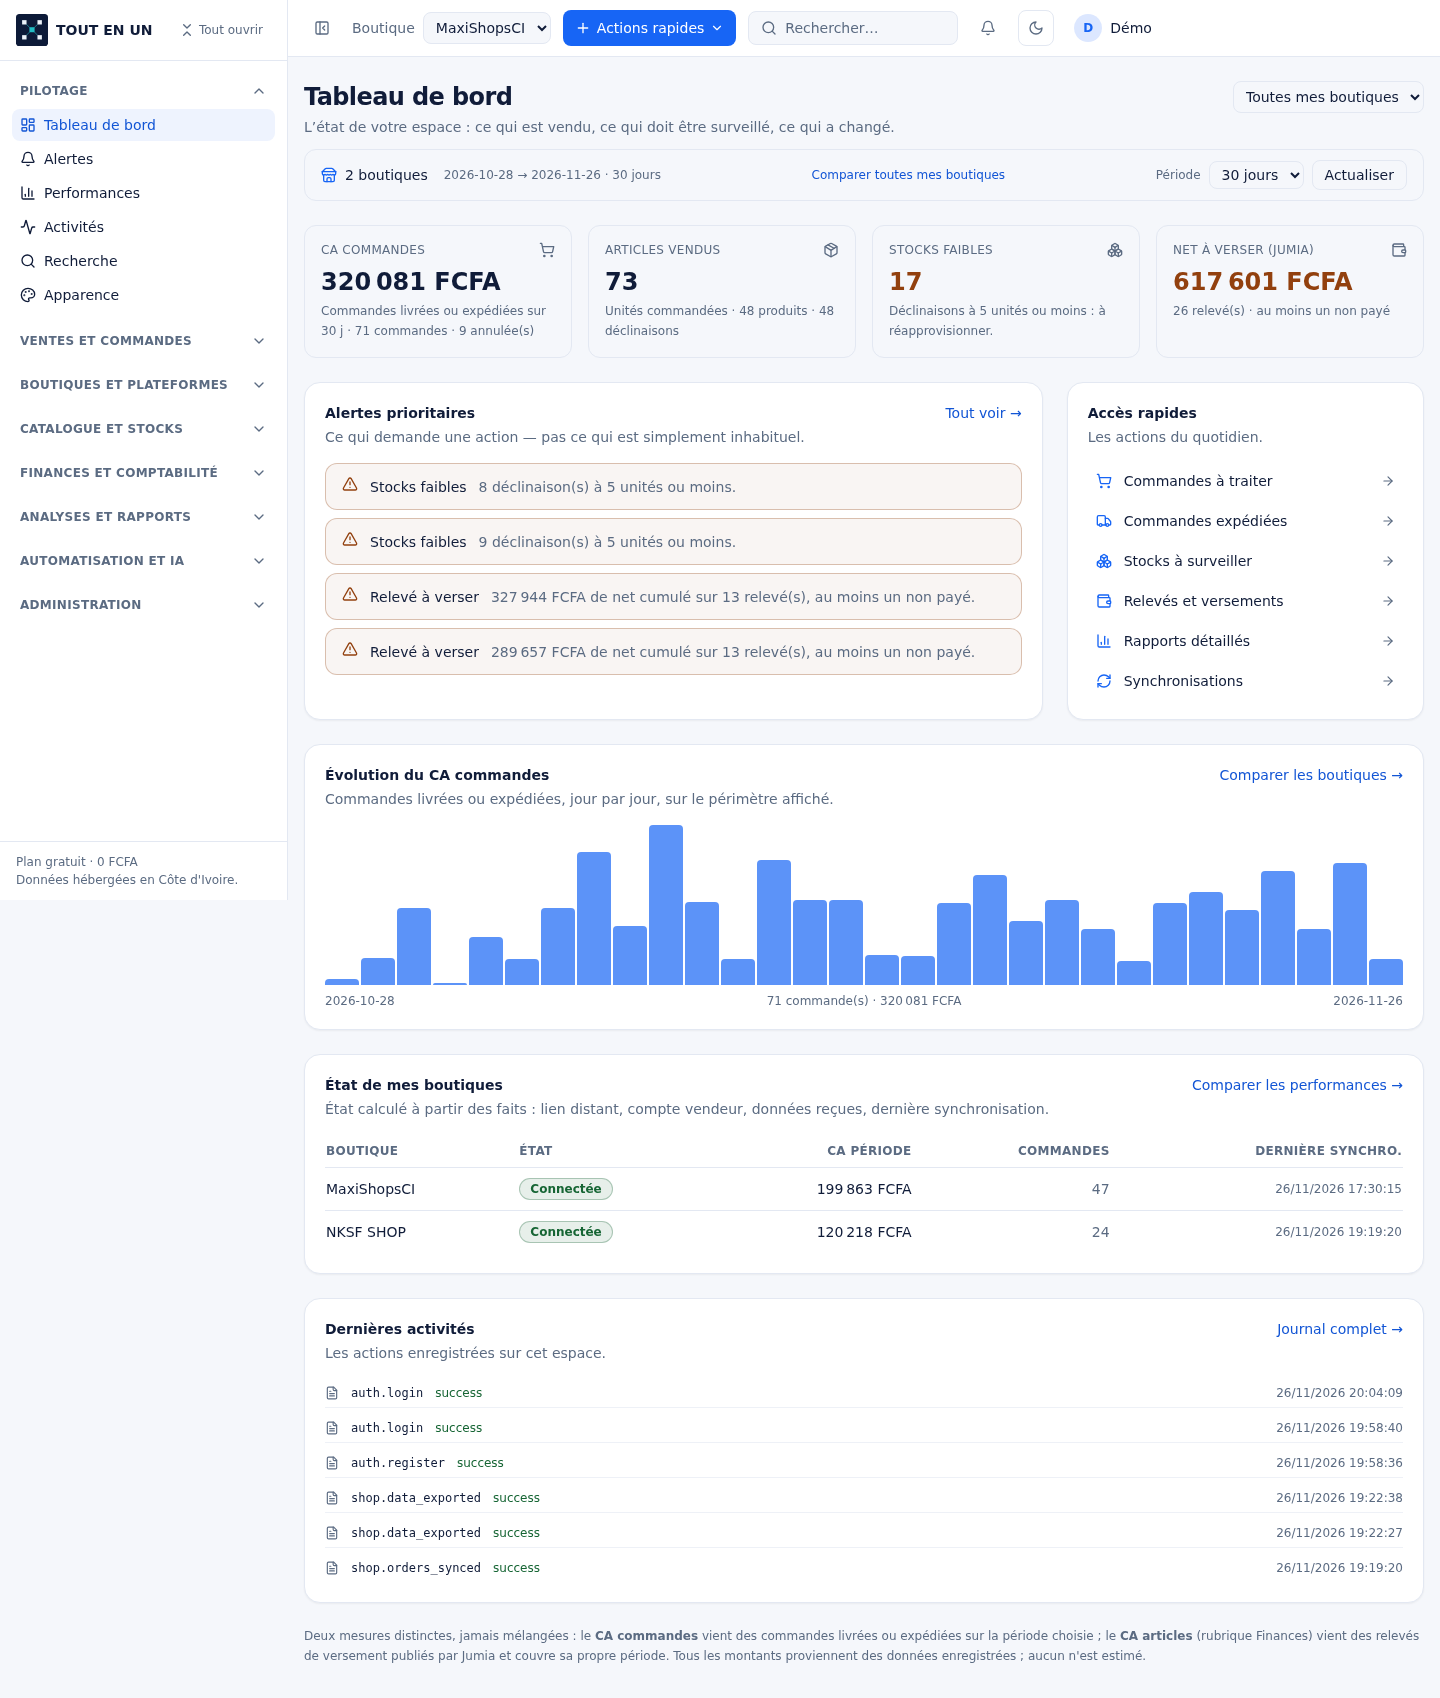 TOUT EN UN
Tout ouvrir
PILOTAGE
Tableau de bord
Alertes
Performances
Activités
Recherche
Apparence
VENTES ET COMMANDES
BOUTIQUES ET PLATEFORMES
CATALOGUE ET STOCKS
FINANCES ET COMPTABILITÉ
ANALYSES ET RAPPORTS
AUTOMATISATION ET IA
ADMINISTRATION
Plan gratuit · 0 FCFA
Données hébergées en Côte d'Ivoire.
Boutique MaxiShopsCI Actions rapides Rechercher... D Démo
Tableau de bord Toutes mes boutiques
L’état de votre espace : ce qui est vendu, ce qui doit être surveillé, ce qui a changé.
2 boutiques 2026-10-28 → 2026-11-26 · 30 jours Comparer toutes mes boutiques Période 30 jours Actualiser
CA COMMANDES
320 081 FCFA
Commandes livrées ou expédiées sur
30 j · 71 commandes · 9 annulée(s)
ARTICLES VENDUS
73
Unités commandées · 48 produits · 48
déclinaisons
STOCKS FAIBLES
17
Déclinaisons à 5 unités ou moins : à
réapprovisionner.
NET À VERSER (JUMIA)
617 601 FCFA
26 relevé(s) · au moins un non payé
Alertes prioritaires Tout voir →
Ce qui demande une action — pas ce qui est simplement inhabituel.
Stocks faibles 8 déclinaison(s) à 5 unités ou moins.
Stocks faibles 9 déclinaison(s) à 5 unités ou moins.
Relevé à verser 327 944 FCFA de net cumulé sur 13 relevé(s), au moins un non payé.
Relevé à verser 289 657 FCFA de net cumulé sur 13 relevé(s), au moins un non payé.
Accès rapides
Les actions du quotidien.
Commandes à traiter
Commandes expédiées
Stocks à surveiller
Relevés et versements
Rapports détaillés
Synchronisations
Évolution du CA commandes Comparer les boutiques →
Commandes livrées ou expédiées, jour par jour, sur le périmètre affiché.
2026-10-28 71 commande(s) · 320 081 FCFA 2026-11-26
État de mes boutiques Comparer les performances →
État calculé à partir des faits : lien distant, compte vendeur, données reçues, dernière synchronisation.
BOUTIQUE ÉTAT CA PÉRIODE COMMANDES DERNIÈRE SYNCHRO.
MaxiShopsCI Connectée 199 863 FCFA 47 26/11/2026 17:30:15
NKSF SHOP Connectée 120 218 FCFA 24 26/11/2026 19:19:20
Dernières activités Journal complet →
Les actions enregistrées sur cet espace.
auth.login success 26/11/2026 20:04:09
auth.login success 26/11/2026 19:58:40
auth.register success 26/11/2026 19:58:36
shop.data_exported success 26/11/2026 19:22:38
shop.data_exported success 26/11/2026 19:22:27
shop.orders_synced success 26/11/2026 19:19:20
Deux mesures distinctes, jamais mélangées : le CA commandes vient des commandes livrées ou expédiées sur la période choisie ; le CA articles (rubrique Finances) vient des relevés
de versement publiés par Jumia et couvre sa propre période. Tous les montants proviennent des données enregistrées ; aucun n'est estimé.